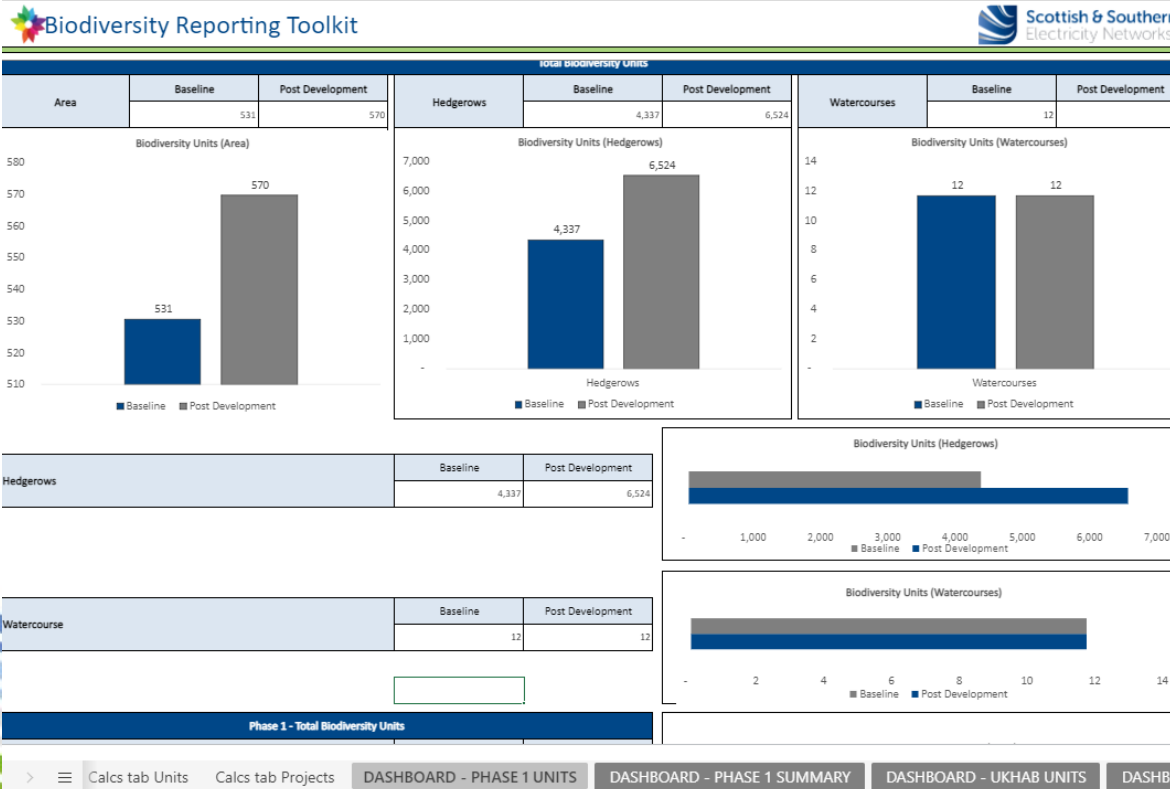 Biodiversity Reporting Toolkit
Scottish & Southern
Electricity Networks
Total Biodiversity Units
Area
Baseline
Post Development
531
570
Hedgerows
Baseline
Post Development
4,337
6,524
Watercourses
Baseline
Post Development
12
Biodiversity Units (Area)
580
570
560
550
540
530
520
510
531
570
Baseline
Post Development
Biodiversity Units (Hedgerows)
7,000
6,000
5,000
4,000
3,000
2,000
1,000
-
4,337
6,524
Hedgerows
Baseline
Post Development
Biodiversity Units (Watercourses)
14
12
10
8
6
4
2
-
12
12
Watercourses
Baseline
Post Development
Hedgerows
Baseline
Post Development
4,337
6,524
Biodiversity Units (Hedgerows)
- 1,000 2,000 3,000 4,000 5,000 6,000 7,000
Baseline
Post Development
Watercourse
Baseline
Post Development
12
12
Biodiversity Units (Watercourses)
- 2 4 6 8 10 12 14
Baseline
Post Development
Phase 1 - Total Biodiversity Units
Calcs tab Units
Calcs tab Projects
DASHBOARD - PHASE 1 UNITS
DASHBOARD - PHASE 1 SUMMARY
DASHBOARD - UKHAB UNITS
DASHB